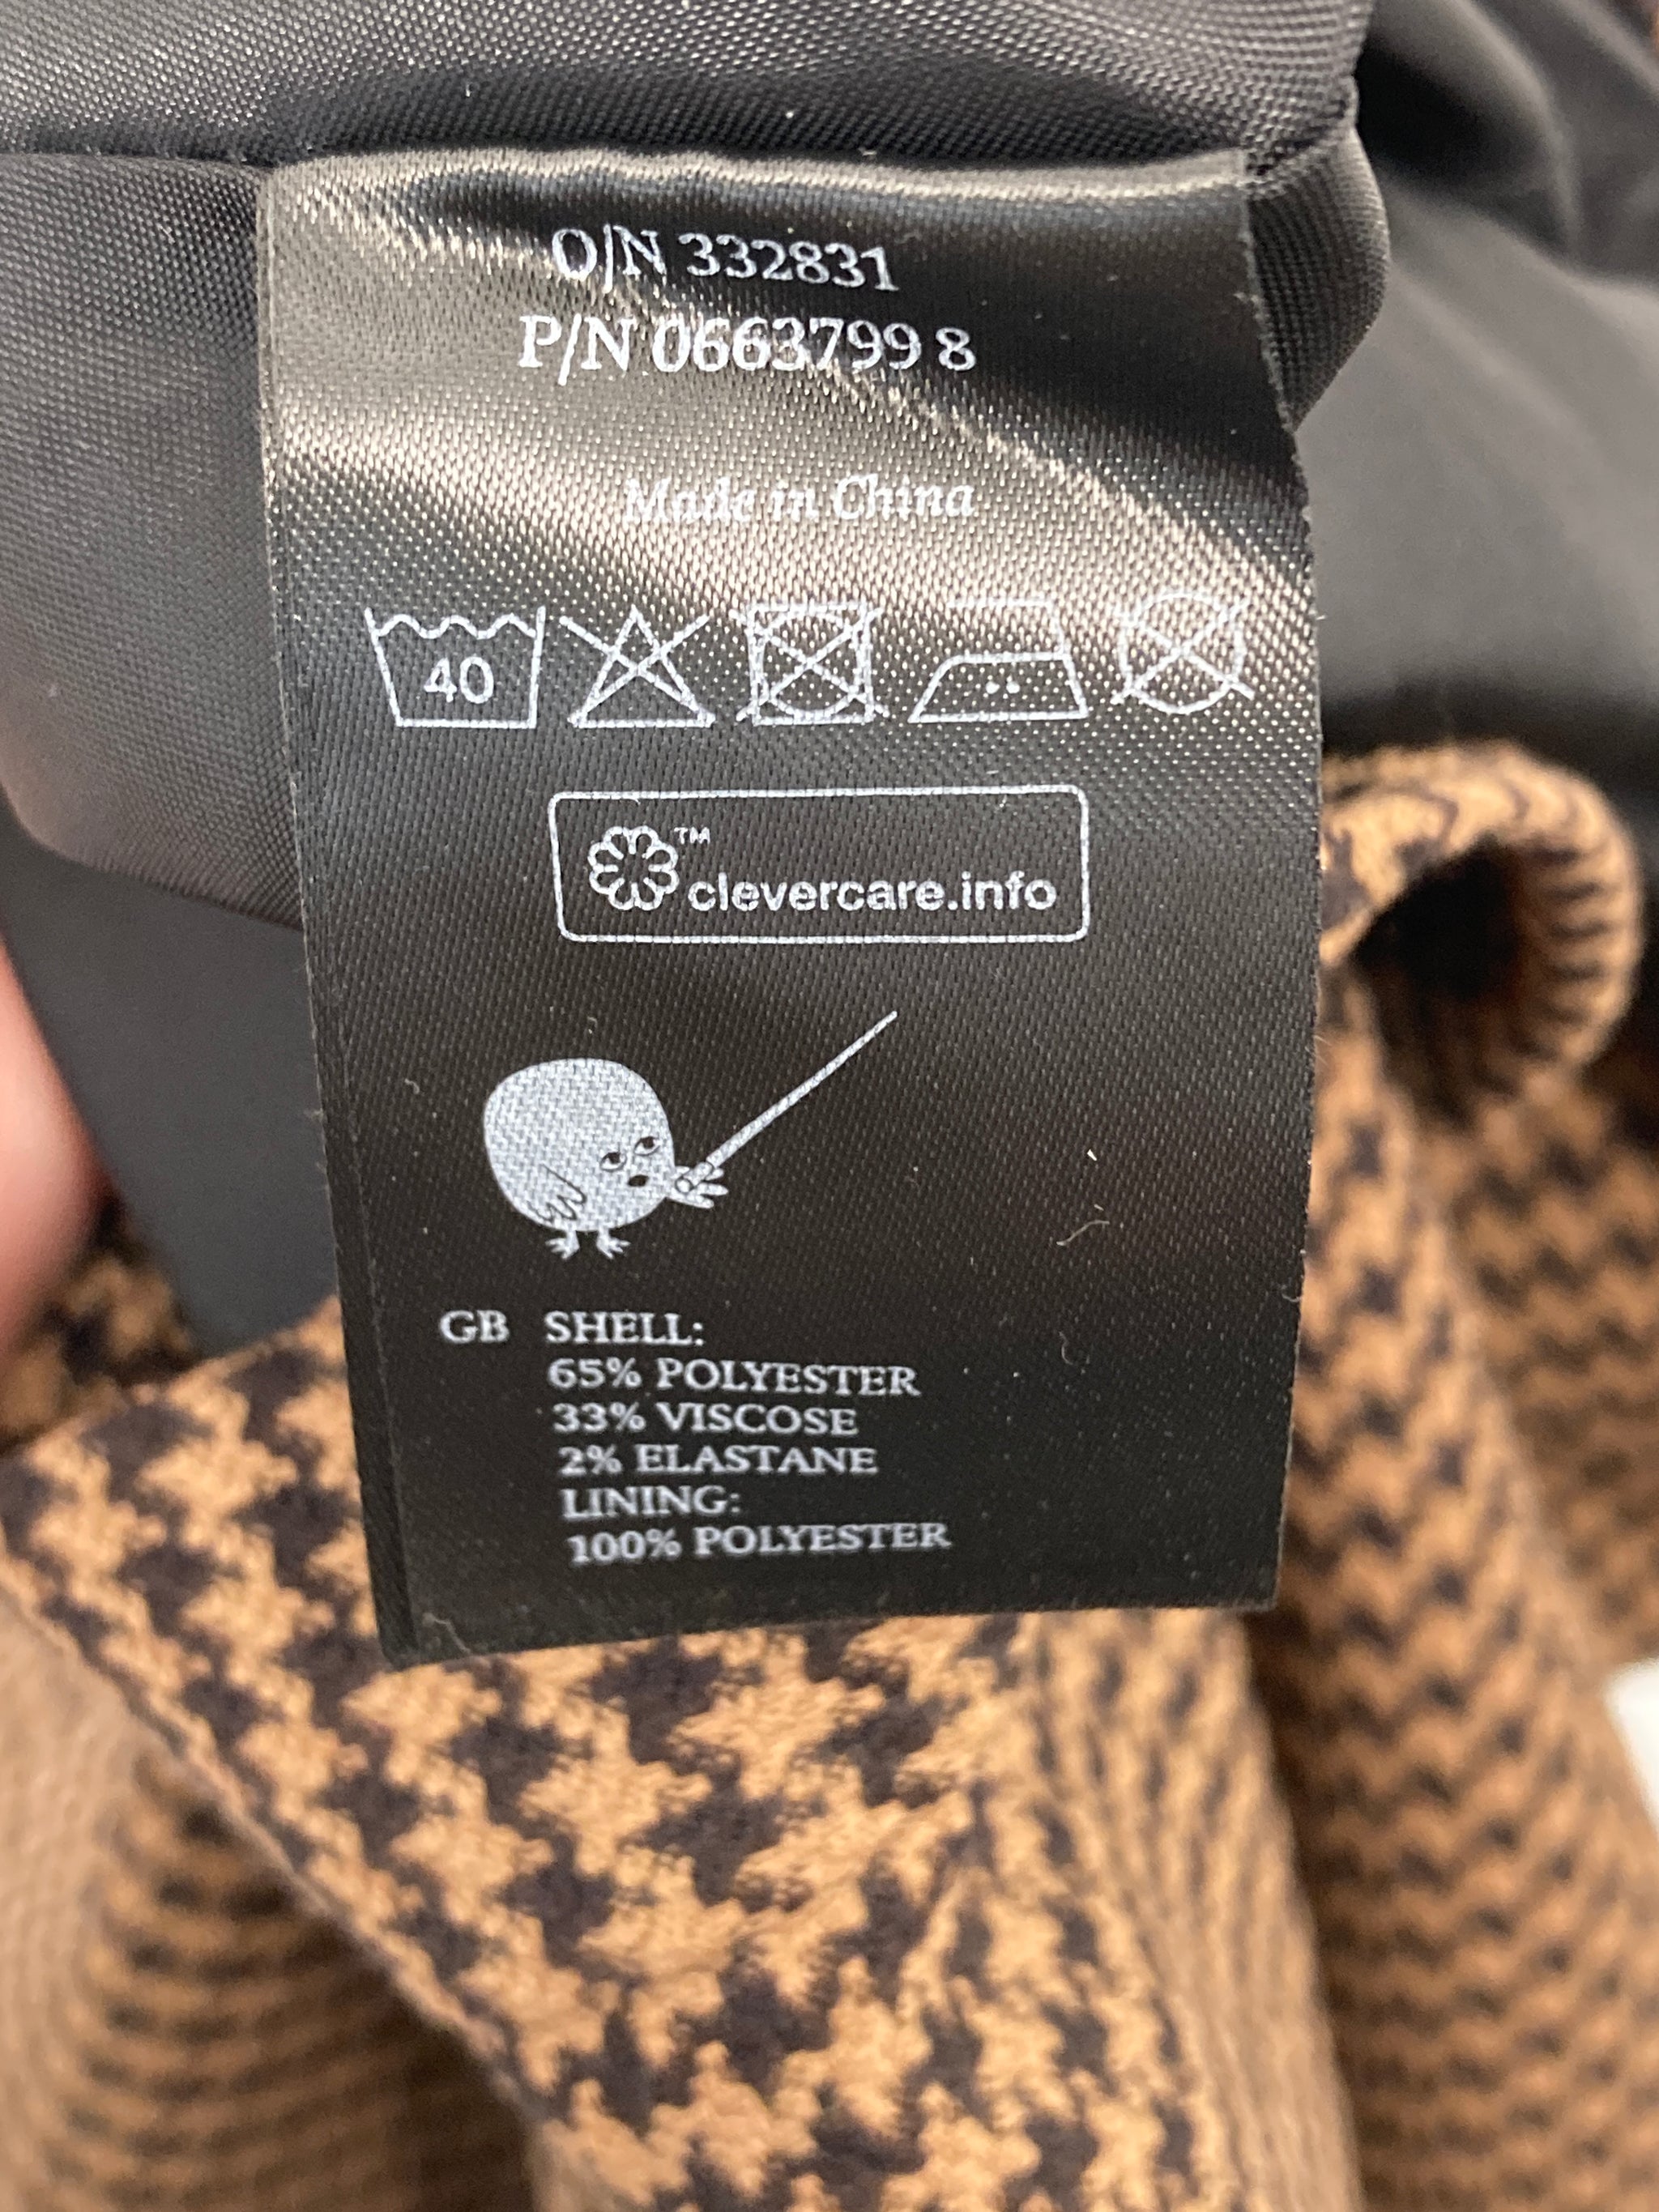 O/N 332831
P/N 0663799 8
Made in China
40
TM
clevercare.info
GB SHELL:
65% POLYESTER
33% VISCOSE
2% ELASTANE
LINING:
100% POLYESTER